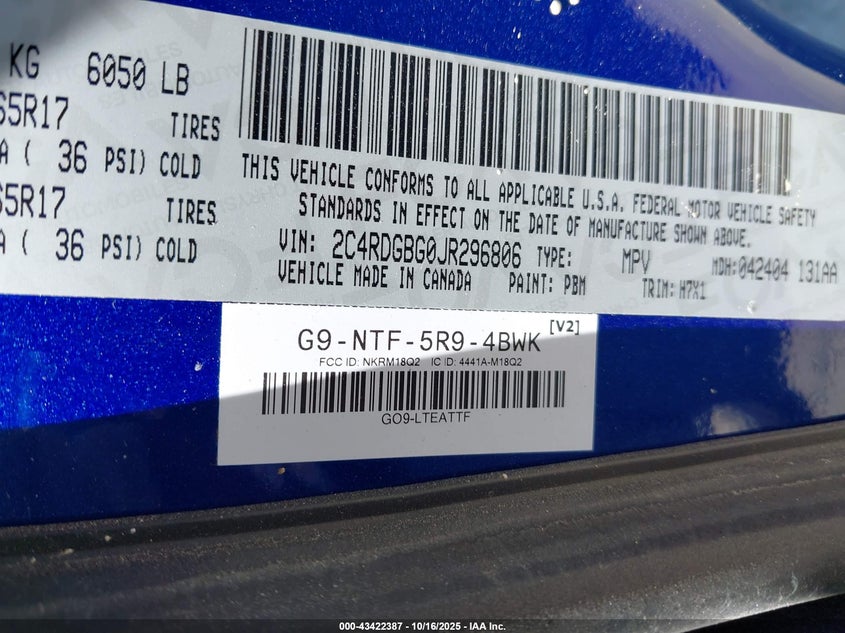 KG 6050 LB
65R17 TIRES
A ( 36 PSI) COLD
65R17 TIRES
A ( 36 PSI) COLD
THIS VEHICLE CONFORMS TO ALL APPLICABLE U.S.A. FEDERAL MOTOR VEHICLE SAFETY
STANDARDS IN EFFECT ON THE DATE OF MANUFACTURE SHOWN ABOVE.
VIN: 2C4RDGBG0JR296806 TYPE: MPV MDH:042404 131AA
VEHICLE MADE IN CANADA PAINT: PBM TRIM: H7X1
G9-NTF-5R9-4BWK [V2]
FCC ID: NKRM18Q2 IC ID: 4441A-M18Q2
GO9-LTEATTF
000-43422387 - 10/16/2025 - IAA Inc.